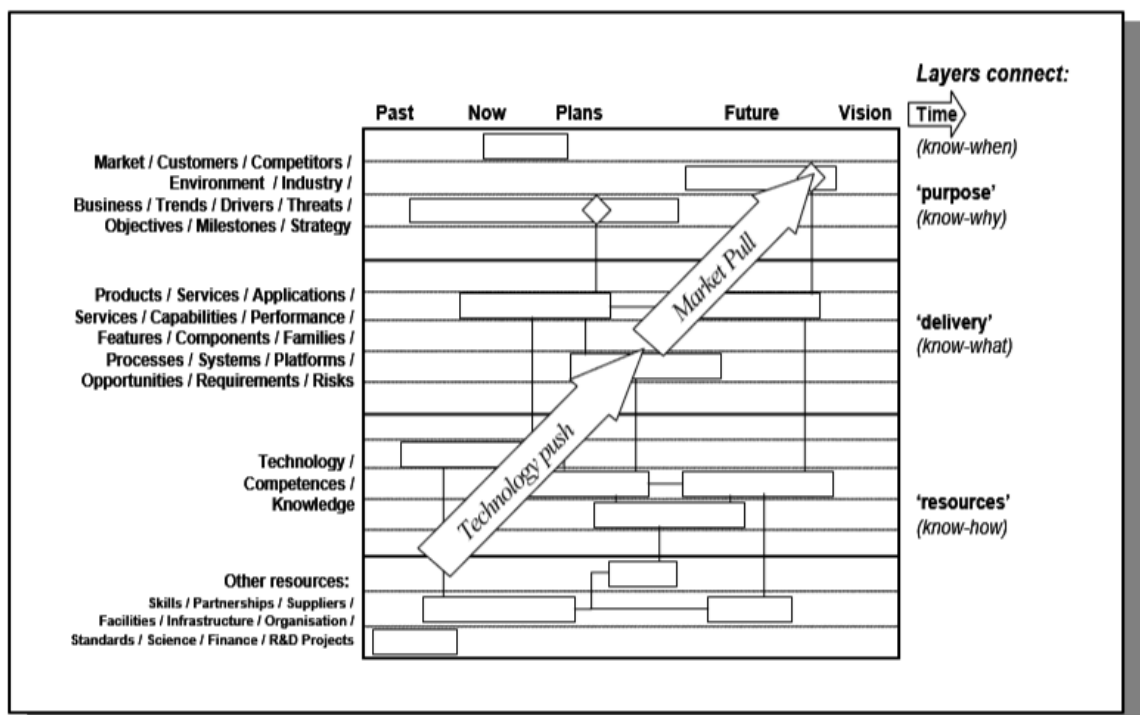 Layers connect:
Past Now Plans Future Vision Time
(know-when)
Market / Customers / Competitors /
Environment / Industry /
Business / Trends / Drivers / Threats /
Objectives / Milestones / Strategy
'purpose'
(know-why)
Market Pull
Products / Services / Applications /
Services / Capabilities / Performance /
Features / Components / Families /
Processes / Systems / Platforms /
Opportunities / Requirements / Risks
'delivery'
(know-what)
Technology push
Technology /
Competences /
Knowledge
'resources'
(know-how)
Other resources:
Skills / Partnerships / Suppliers /
Facilities / Infrastructure / Organisation /
Standards / Science / Finance / R&D Projects